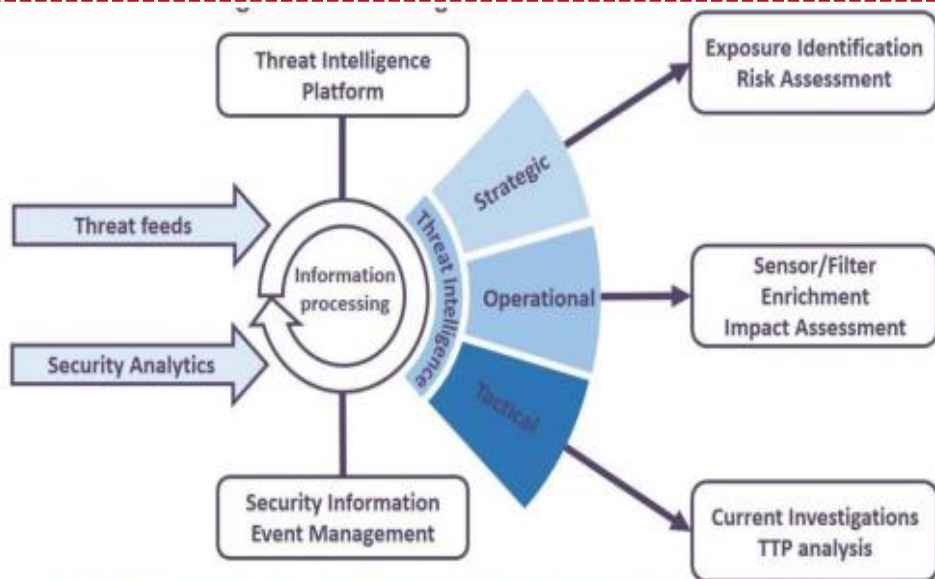 Threat Intelligence
Platform
Exposure Identification
Risk Assessment
Threat feeds
Security Analytics
Information
processing
Threat Intelligence
Strategic
Operational
Tactical
Sensor/Filter
Enrichment
Impact Assessment
Security Information
Event Management
Current Investigations
TTP analysis